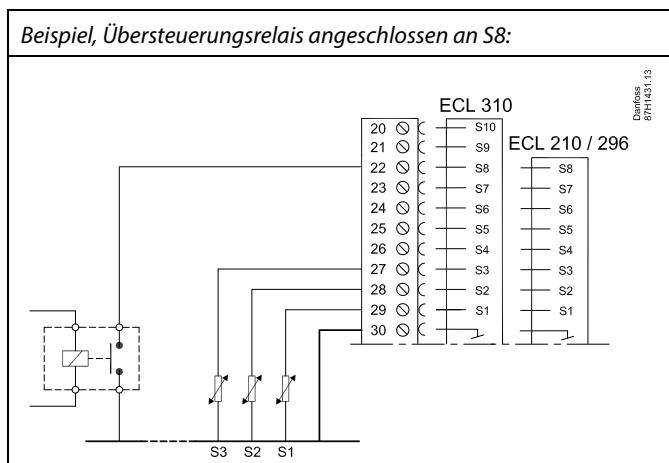 Beispiel, Übersteuerungsrelais angeschlossen an S8:
Danfoss
87H1431.13
ECL 310
ECL 210 / 296
20 S10
21 S9
22 S8 S8
23 S7 S7
24 S6 S6
25 S5 S5
26 S4 S4
27 S3 S3
28 S2 S2
29 S1 S1
30
S3 S2 S1